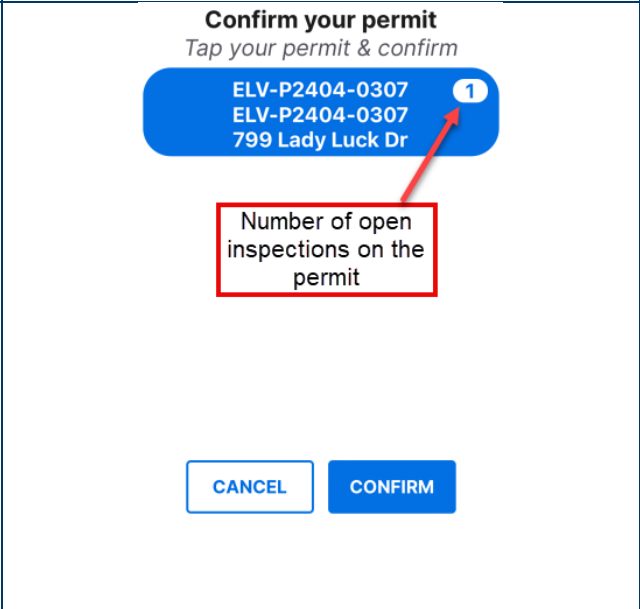 Confirm your permit
Tap your permit & confirm
ELV-P2404-0307
1
ELV-P2404-0307
799 Lady Luck Dr
Number of open
inspections on the
permit
CANCEL
CONFIRM